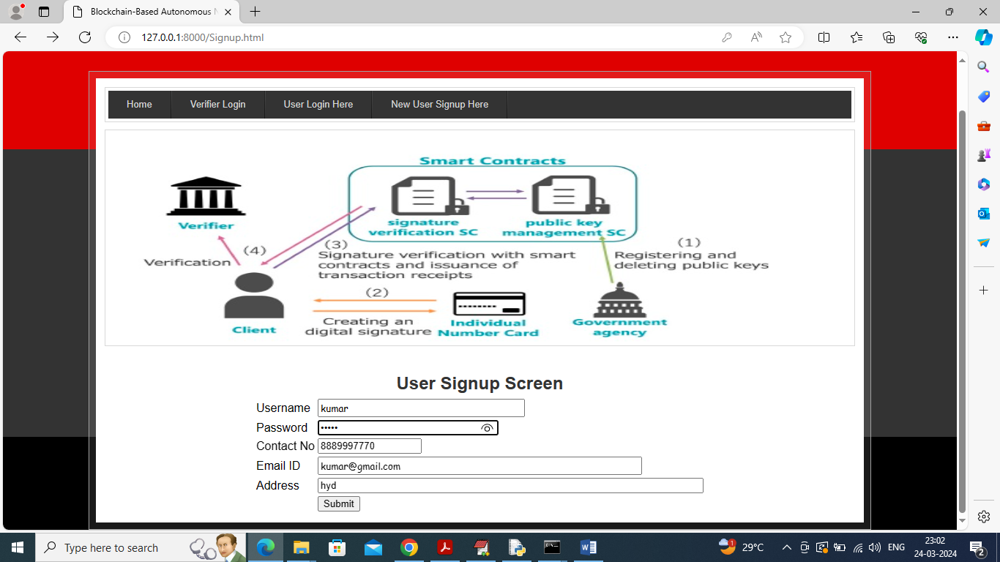 Blockchain-Based Autonomous N
127.0.0.1:8000/Signup.html
Home Verifier Login User Login Here New User Signup Here
Smart Contracts
signature
verification SC
public key
management SC
Verifier
(4)
Verification
(3)
Signature verification with smart
contracts and issuance of
transaction receipts
(1)
Registering and
deleting public keys
(2)
Creating an
digital signature
Client
Individual
Number Card
Government
agency
User Signup Screen
Username kumar
Password •••••
Contact No 8889997770
Email ID kumar@gmail.com
Address hyd
Submit
Type here to search
1
29°C
ENG
23:02
24-03-2024
2